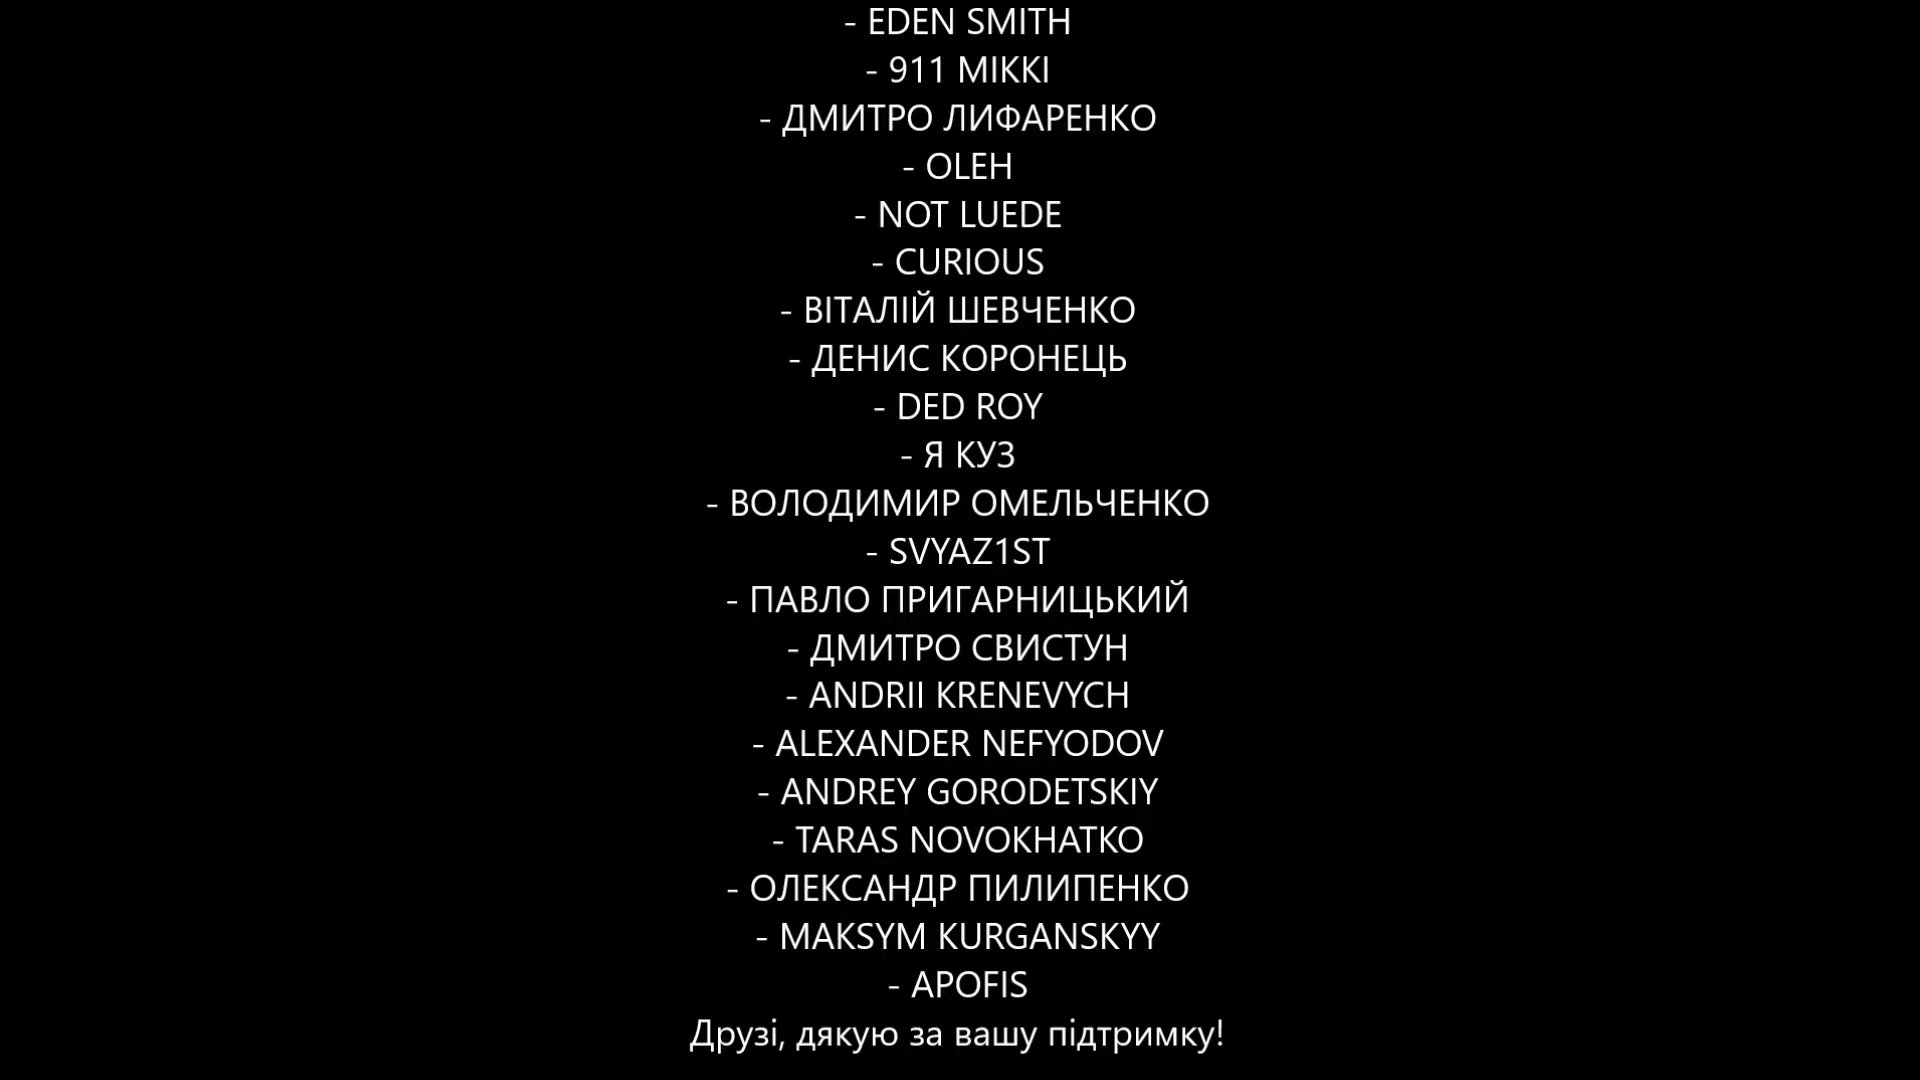 - EDEN SMITH
- 911 МІККІ
- ДМИТРО ЛИФАРЕНКО
- OLEH
- NOT LUEDE
- CURIOUS
- ВІТАЛІЙ ШЕВЧЕНКО
- ДЕНИС КОРОНЕЦЬ
- DED ROY
- Я КУЗ
- ВОЛОДИМИР ОМЕЛЬЧЕНКО
- SVYAZ1ST
- ПАВЛО ПРИГАРНИЦЬКИЙ
- ДМИТРО СВИСТУН
- ANDRII KRENEVYCH
- ALEXANDER NEFYODOV
- ANDREY GORODETSKIY
- TARAS NOVOKHATKO
- ОЛЕКСАНДР ПИЛИПЕНКО
- MAKSYM KURGANSKYY
- APOFIS
Друзі, дякую за вашу підтримку!